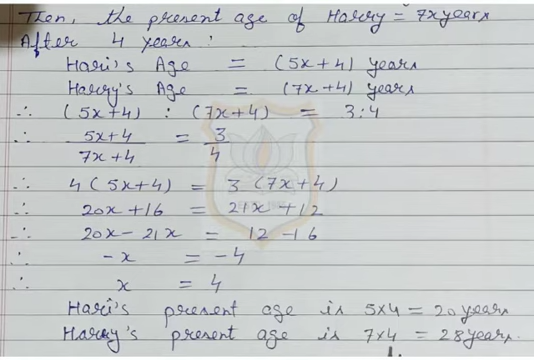 Then, the present age of Harry = 7x years
After 4 years :
Hari's Age = (5x+4) years
Harry's Age = (7x+4) years
∴ (5x+4) : (7x+4) = 3:4
∴ 5x+4 / 7x+4 = 3 / 4
∴ 4(5x+4) = 3(7x+4)
∴ 20x+16 = 21x+12
∴ 20x-21x = 12-16
∴ -x = -4
∴ x = 4
Hari's present age is 5x4 = 20 years
Harry's present age is 7x4 = 28 years.